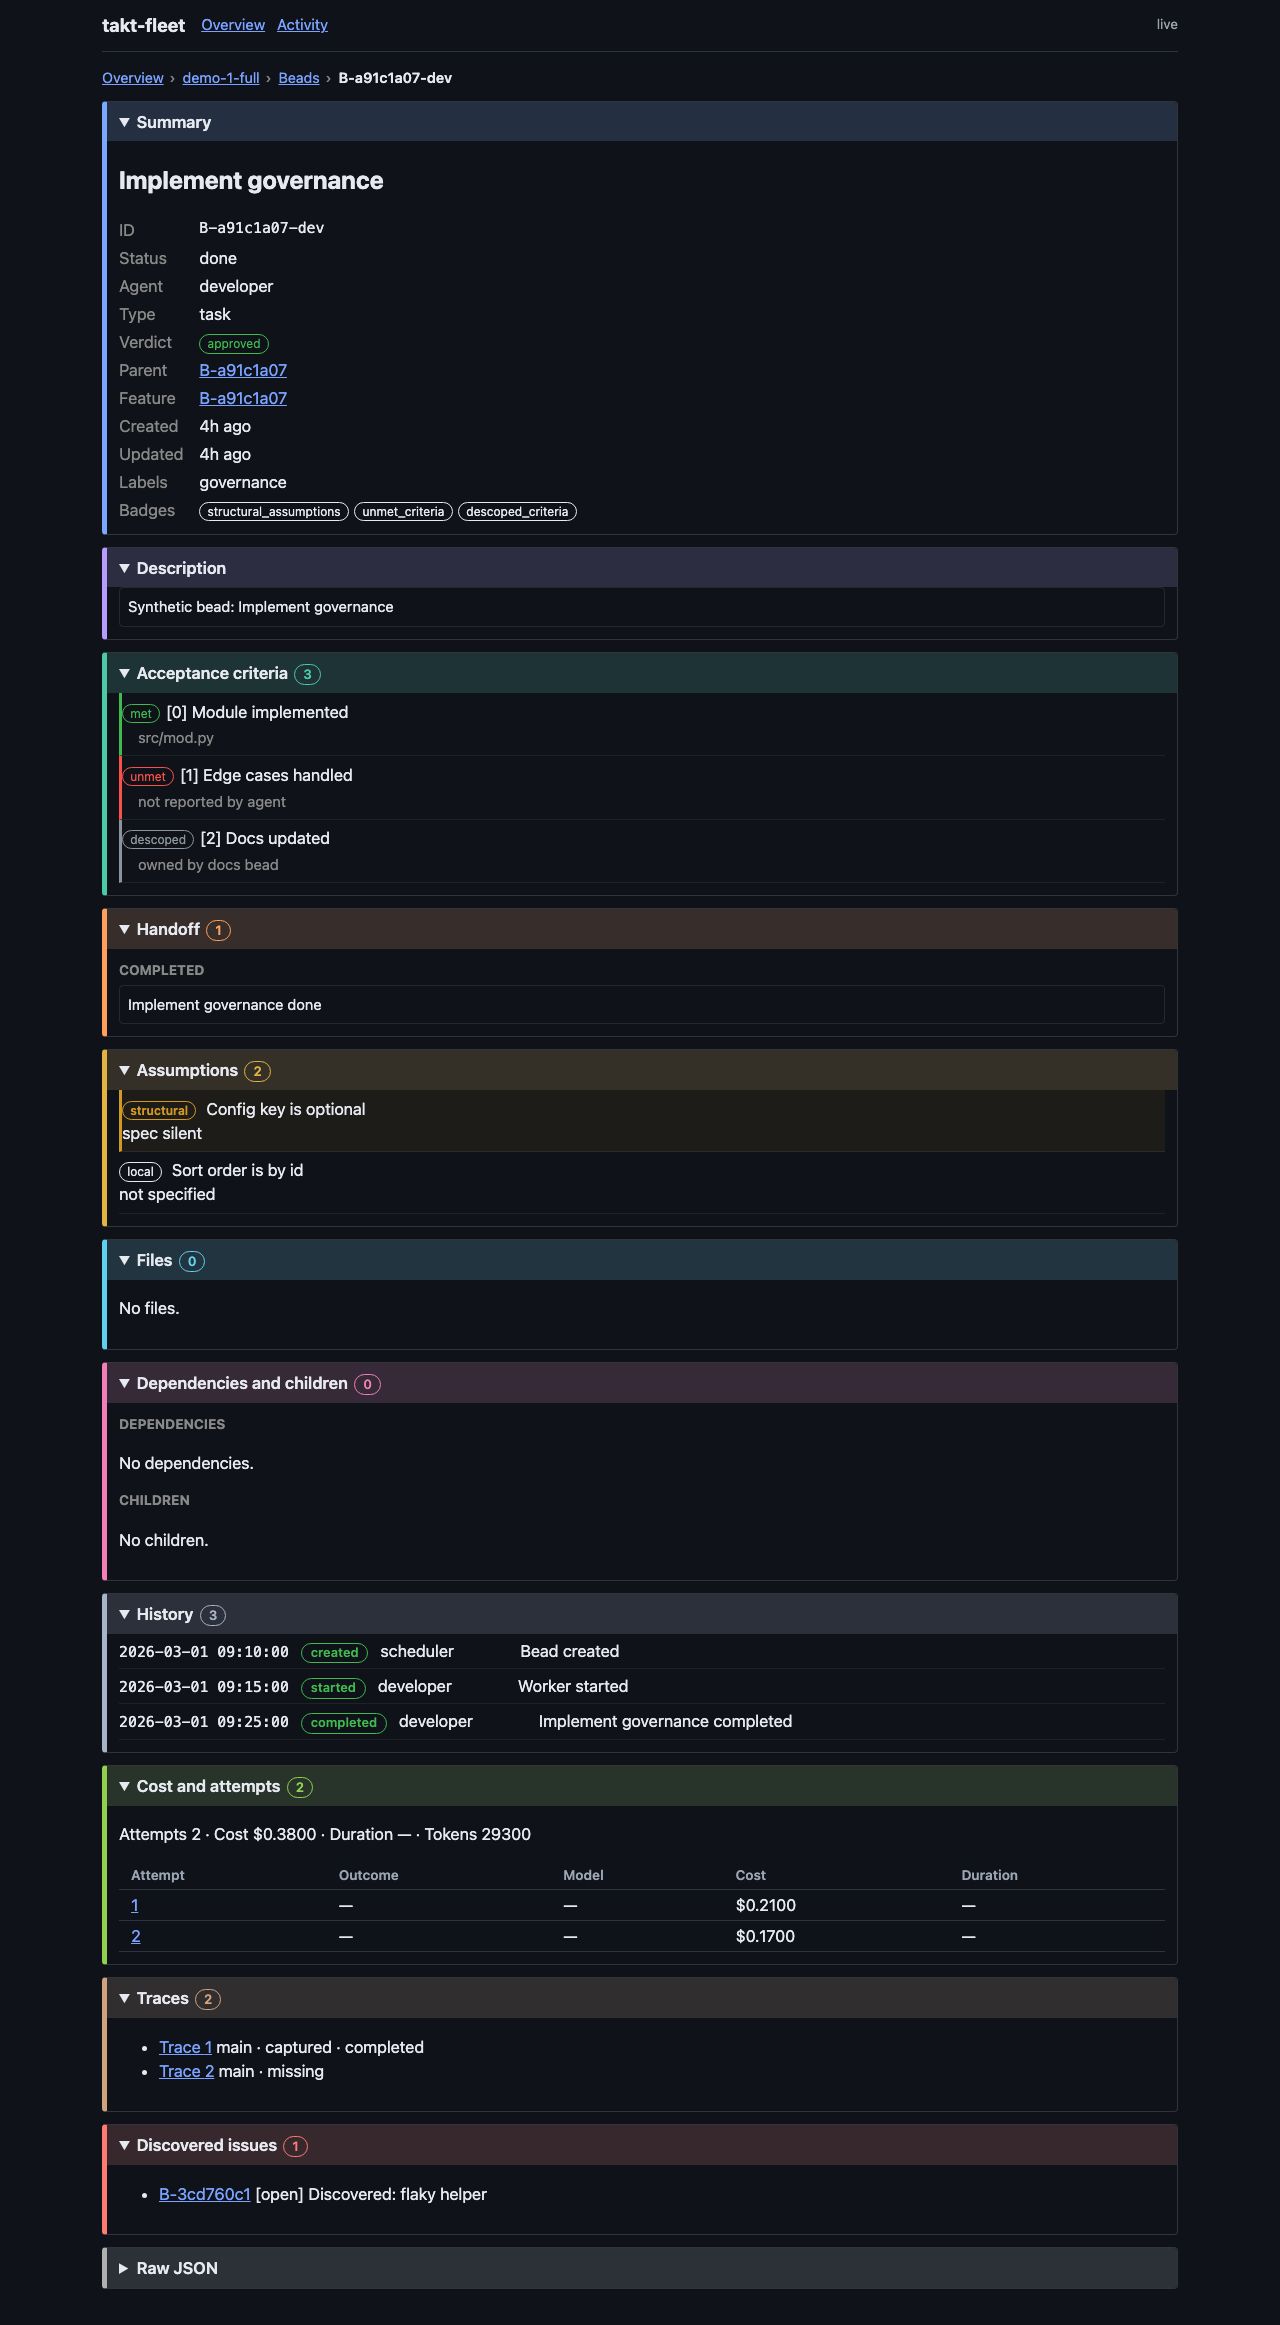 takt-fleet Overview Activity live
Overview › demo-1-full › Beads › B-a91c1a07-dev
▼ Summary
Implement governance
ID B-a91c1a07-dev
Status done
Agent developer
Type task
Verdict approved
Parent B-a91c1a07
Feature B-a91c1a07
Created 4h ago
Updated 4h ago
Labels governance
Badges structural_assumptions unmet_criteria descoped_criteria
▼ Description
Synthetic bead: Implement governance
▼ Acceptance criteria 3
met [0] Module implemented
src/mod.py
unmet [1] Edge cases handled
not reported by agent
descoped [2] Docs updated
owned by docs bead
▼ Handoff 1
COMPLETED
Implement governance done
▼ Assumptions 2
structural Config key is optional
spec silent
local Sort order is by id
not specified
▼ Files 0
No files.
▼ Dependencies and children 0
DEPENDENCIES
No dependencies.
CHILDREN
No children.
▼ History 3
2026-03-01 09:10:00 created scheduler Bead created
2026-03-01 09:15:00 started developer Worker started
2026-03-01 09:25:00 completed developer Implement governance completed
▼ Cost and attempts 2
Attempts 2 · Cost $0.3800 · Duration — · Tokens 29300
Attempt Outcome Model Cost Duration
1 — — $0.2100 —
2 — — $0.1700 —
▼ Traces 2
• Trace 1 main · captured · completed
• Trace 2 main · missing
▼ Discovered issues 1
• B-3cd760c1 [open] Discovered: flaky helper
▶ Raw JSON